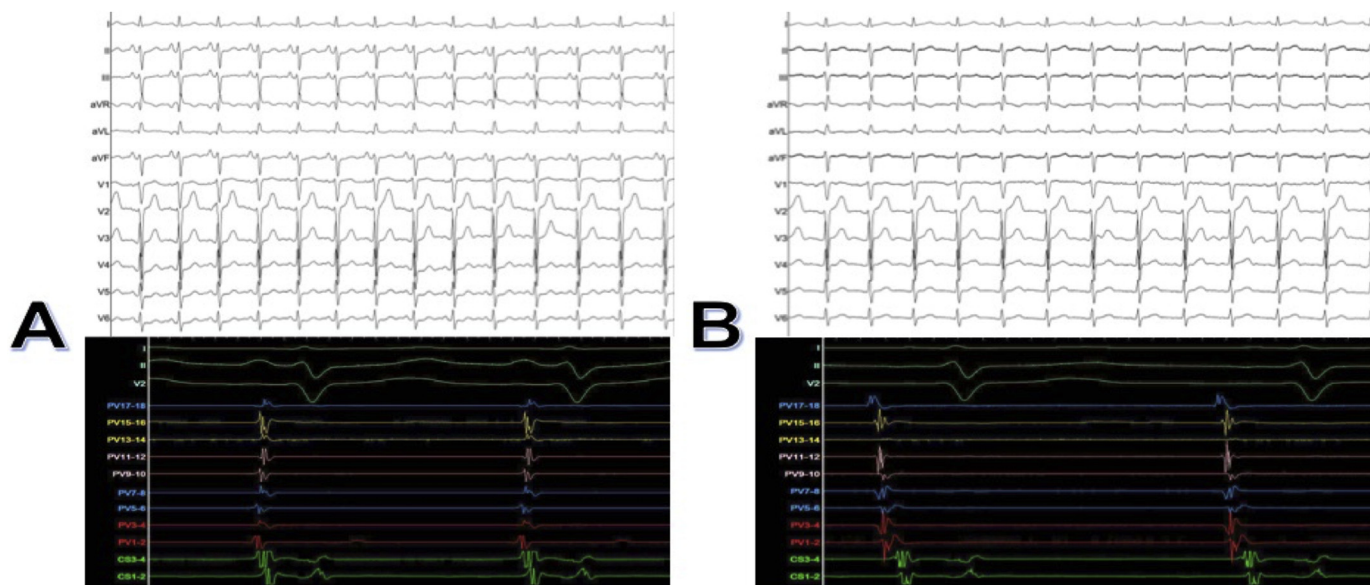 I
II
III
aVR
aVL
aVF
V1
V2
V3
V4
V5
V6
A
I
II
V2
PV17-18
PV15-16
PV13-14
PV11-12
PV9-10
PV7-8
PV5-6
PV3-4
PV1-2
CS3-4
CS1-2
I
II
III
aVR
aVL
aVF
V1
V2
V3
V4
V5
V6
B
I
II
V2
PV17-18
PV15-16
PV13-14
PV11-12
PV9-10
PV7-8
PV5-6
PV3-4
PV1-2
CS3-4
CS1-2